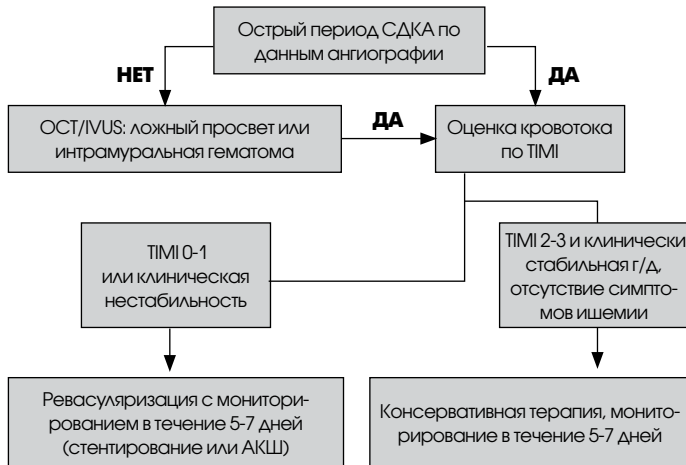 Острый период СДКА по
данным ангиографии
НЕТ
ДА
OCT/IVUS: ложный просвет или
интрамуральная гематома
ДА
Оценка кровотока
по TIMI
TIMI 0-1
или клиническая
нестабильность
TIMI 2-3 и клинически
стабильная г/д,
отсутствие симпто-
мов ишемии
Ревасуляризация с монитори-
рованием в течение 5-7 дней
(стентирование или АКШ)
Консервативная терапия, монито-
рирование в течение 5-7 дней